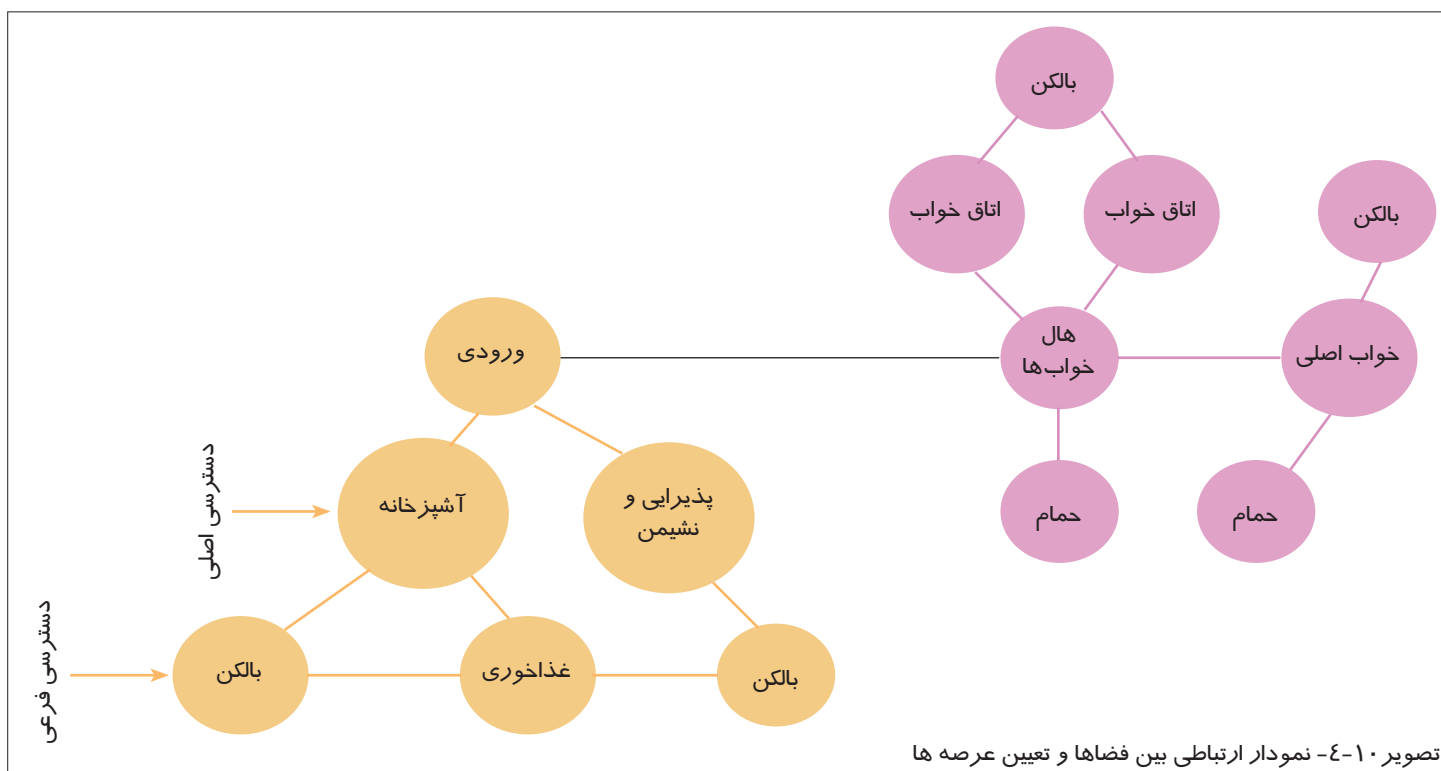 بالکن
اتاق خواب
اتاق خواب
بالکن
هال
خواب‌ها
خواب اصلی
حمام
حمام
ورودی
پذیرایی و
نشیمن
آشپزخانه
دسترسی اصلی
بالکن
غذاخوری
بالکن
دسترسی فرعی
تصویر ۱۰-٤- نمودار ارتباطی بین فضاها و تعیین عرصه ها